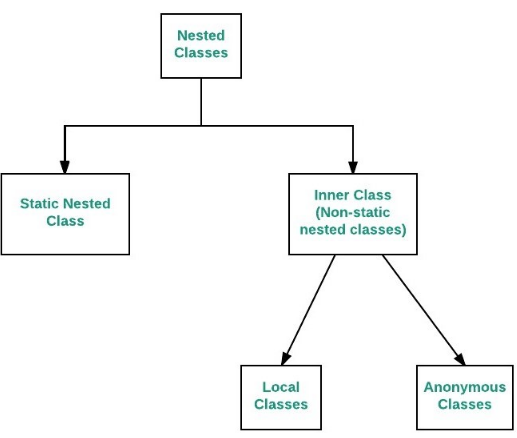 Nested
Classes
Static Nested
Class
Inner Class
(Non-static
nested classes)
Local
Classes
Anonymous
Classes